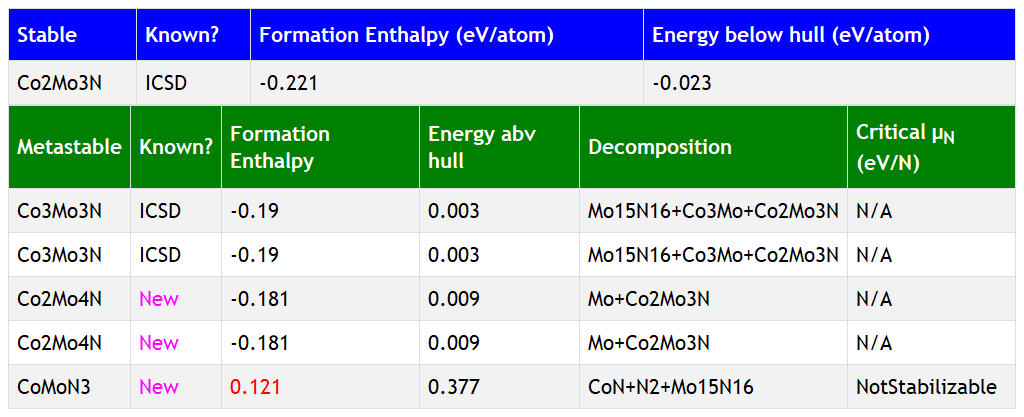 Stable Known? Formation Enthalpy (eV/atom) Energy below hull (eV/atom)
Co2Mo3N ICSD -0.221 -0.023
Metastable Known? Formation Enthalpy Energy abv hull Decomposition Critical μN (eV/N)
Co3Mo3N ICSD -0.19 0.003 Mo15N16+Co3Mo+Co2Mo3N N/A
Co3Mo3N ICSD -0.19 0.003 Mo15N16+Co3Mo+Co2Mo3N N/A
Co2Mo4N New -0.181 0.009 Mo+Co2Mo3N N/A
Co2Mo4N New -0.181 0.009 Mo+Co2Mo3N N/A
CoMoN3 New 0.121 0.377 CoN+N2+Mo15N16 NotStabilizable